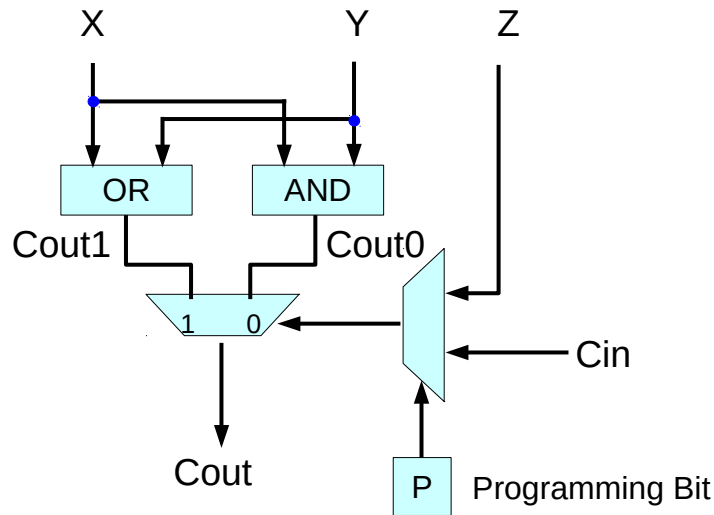 X Y Z
OR AND
Cout1 Cout0
1 0
Cin
Cout
P Programming Bit